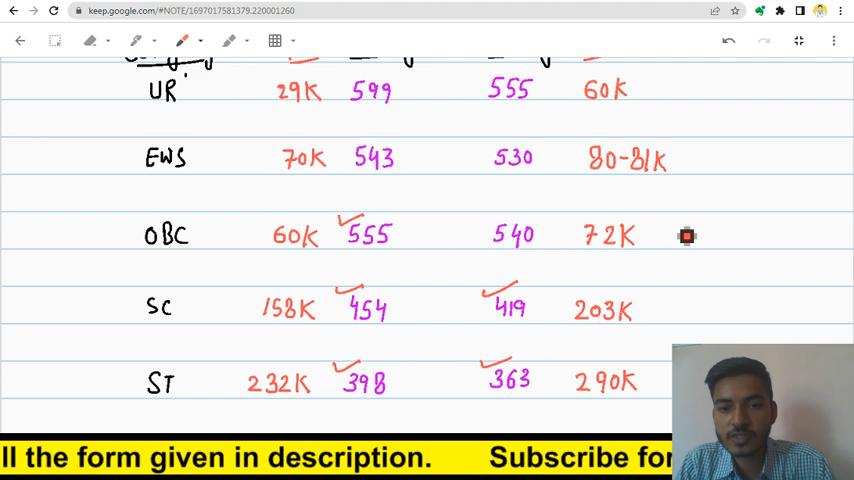 keep.google.com/#NOTE/1697017581379.220001260
UR 29K 599 555 60K
EWS 70K 543 530 80-81K
OBC 60K 555 540 72K
SC 158K 454 419 203K
ST 232K 398 363 290K
ll the form given in description. Subscribe for